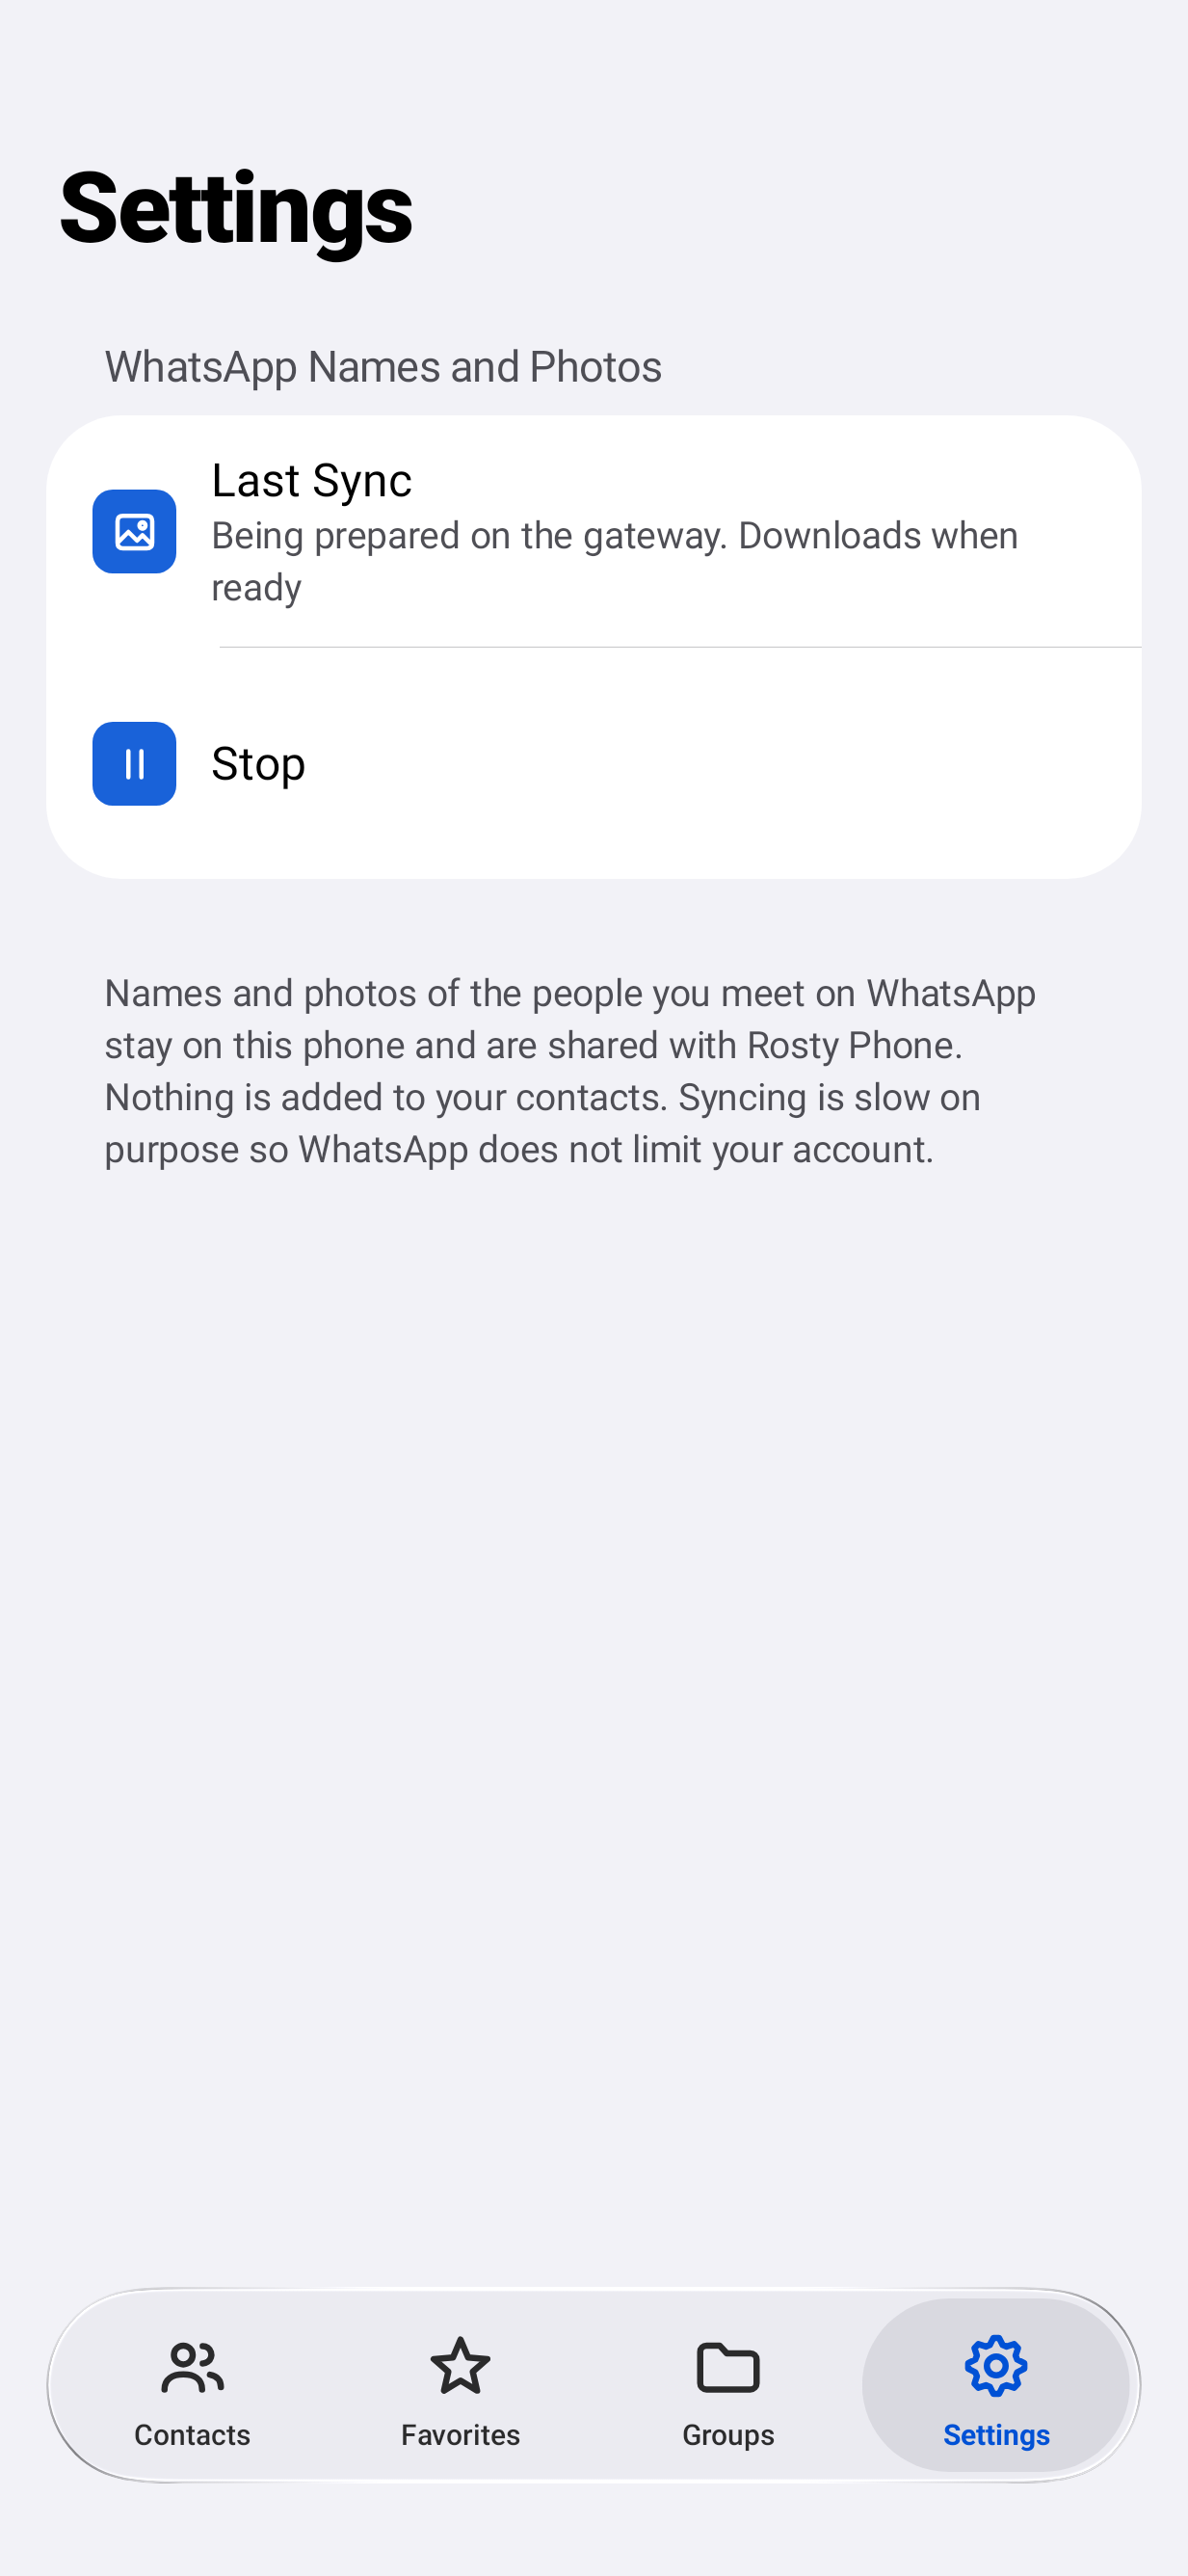 Settings
WhatsApp Names and Photos
Last Sync
Being prepared on the gateway. Downloads when
ready
Stop
Names and photos of the people you meet on WhatsApp
stay on this phone and are shared with Rosty Phone.
Nothing is added to your contacts. Syncing is slow on
purpose so WhatsApp does not limit your account.
Contacts
Favorites
Groups
Settings